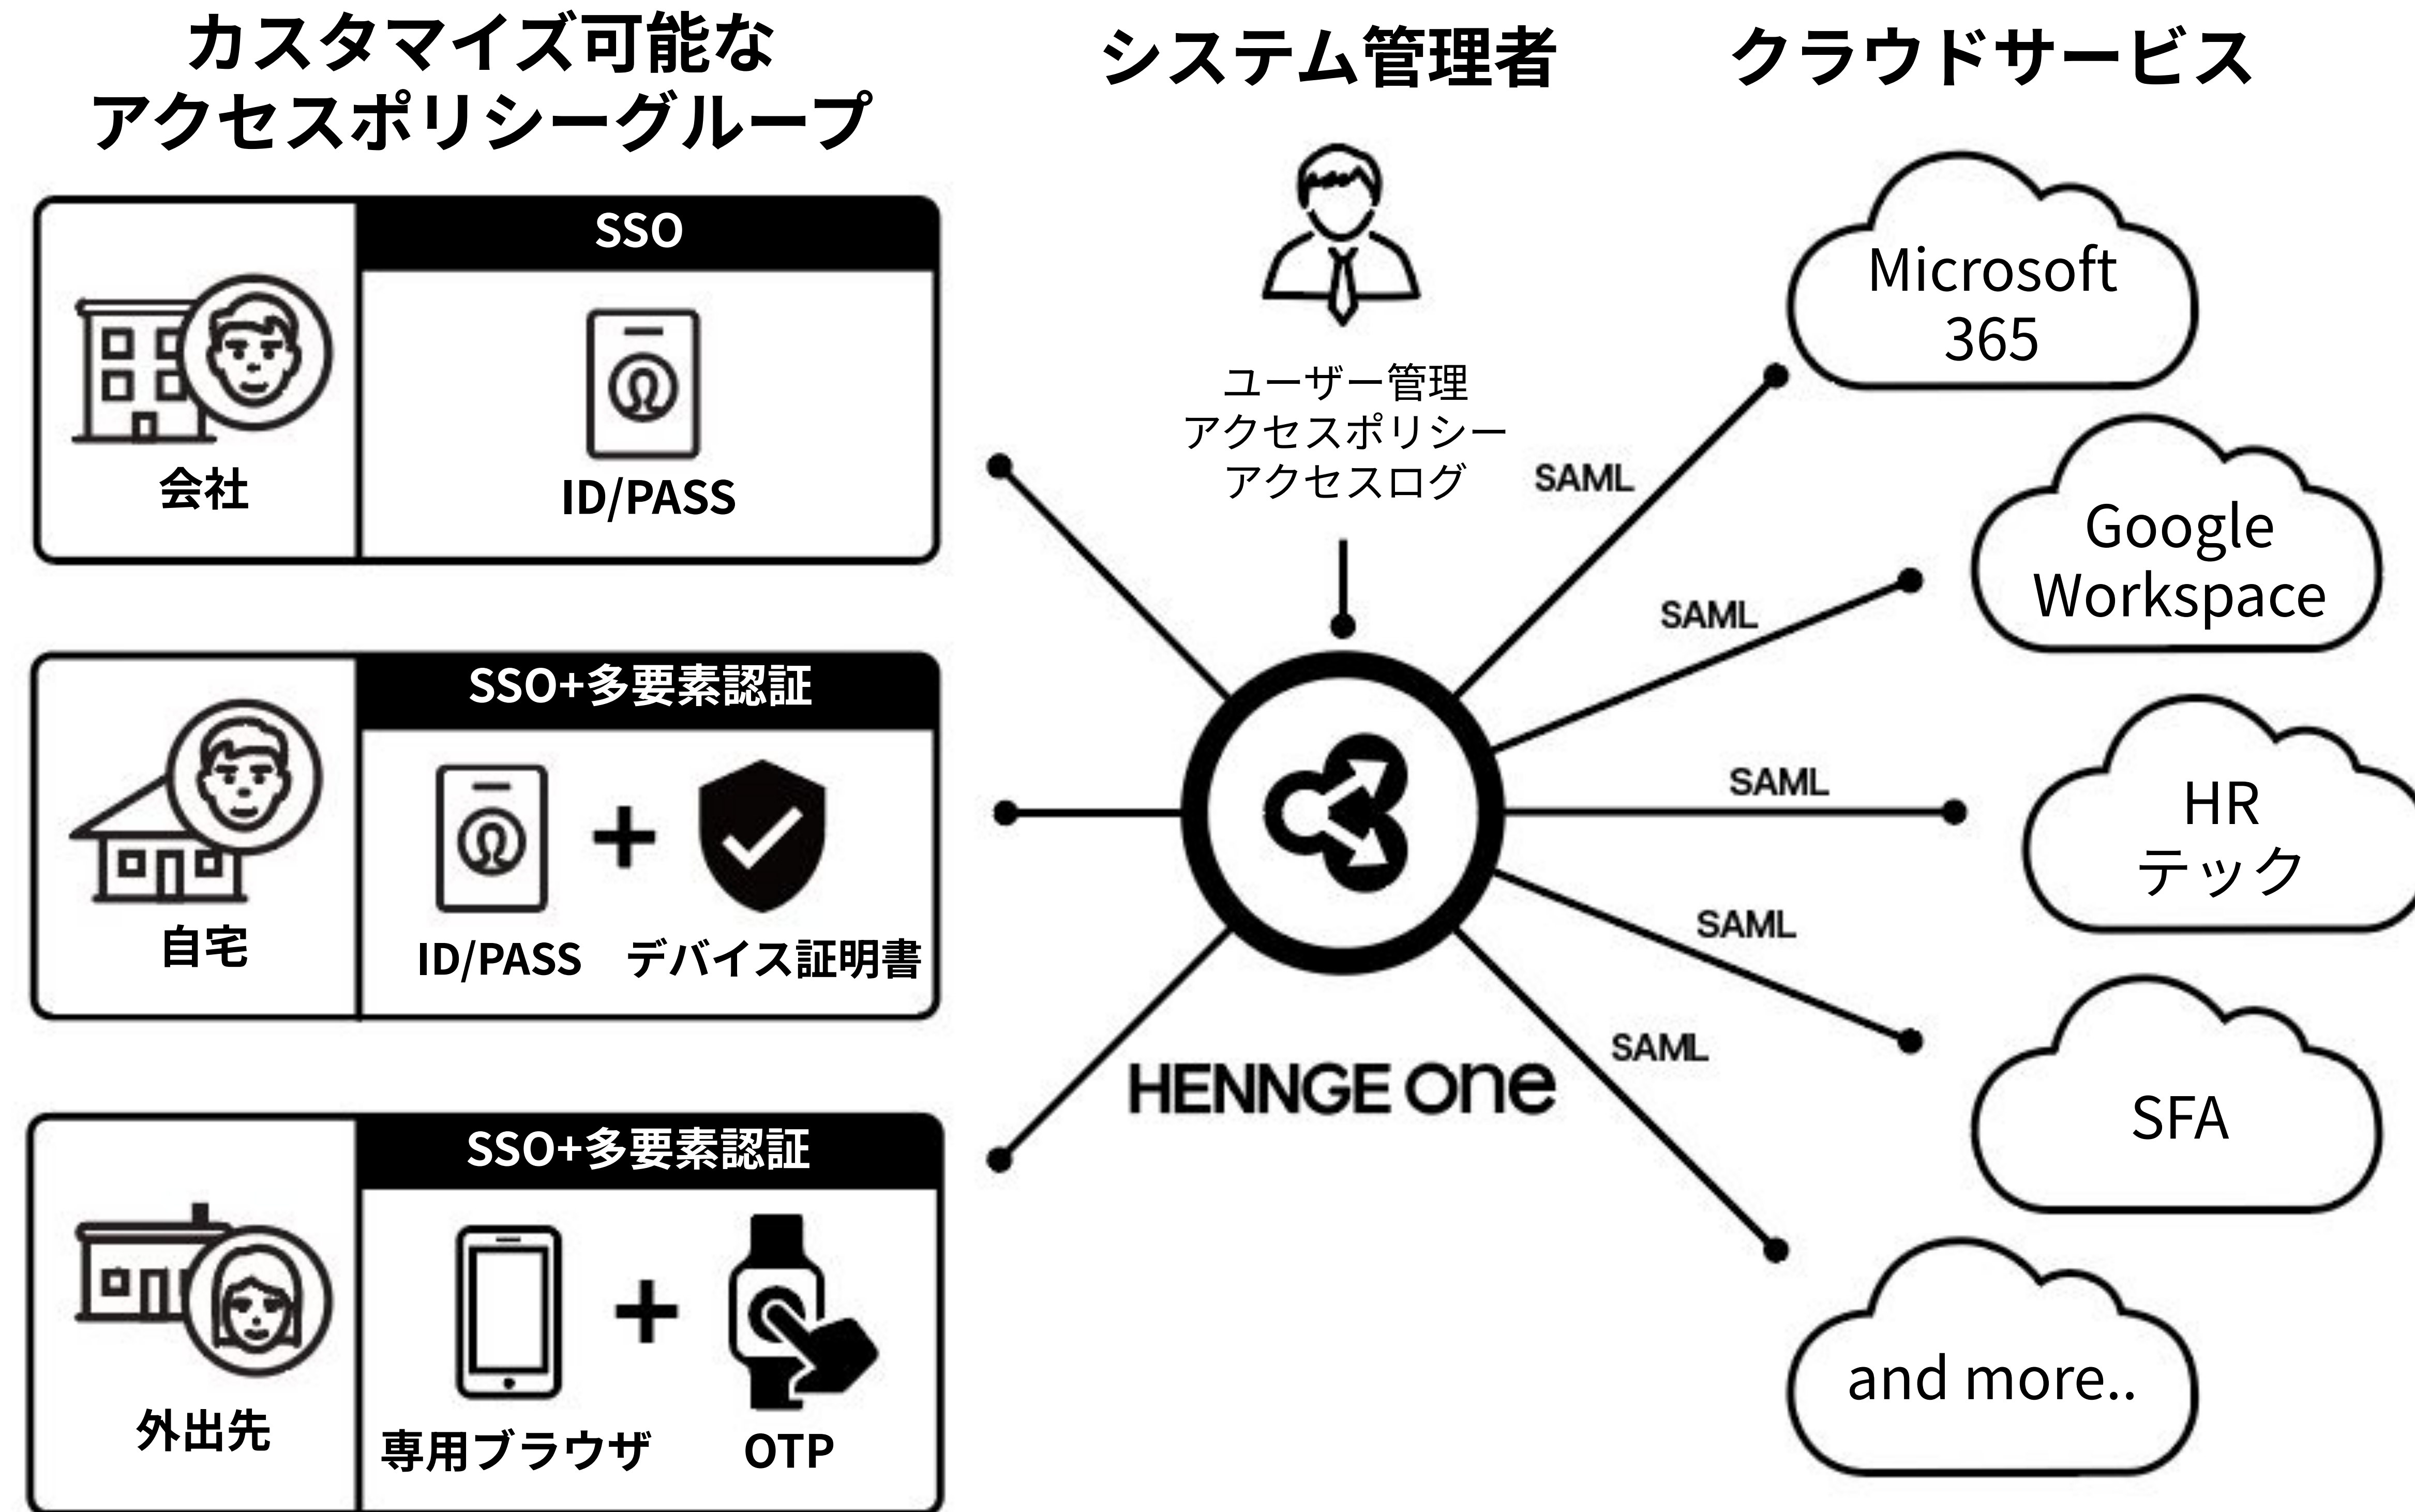 カスタマイズ可能な
アクセスポリシーグループ
SSO
会社
ID/PASS
SSO+多要素認証
自宅
ID/PASS
デバイス証明書
SSO+多要素認証
外出先
専用ブラウザ
OTP
システム管理者
ユーザー管理
アクセスポリシー
アクセスログ
HENNGE one
SAML
SAML
SAML
SAML
SAML
クラウドサービス
Microsoft
365
Google
Workspace
HR
テック
SFA
and more..